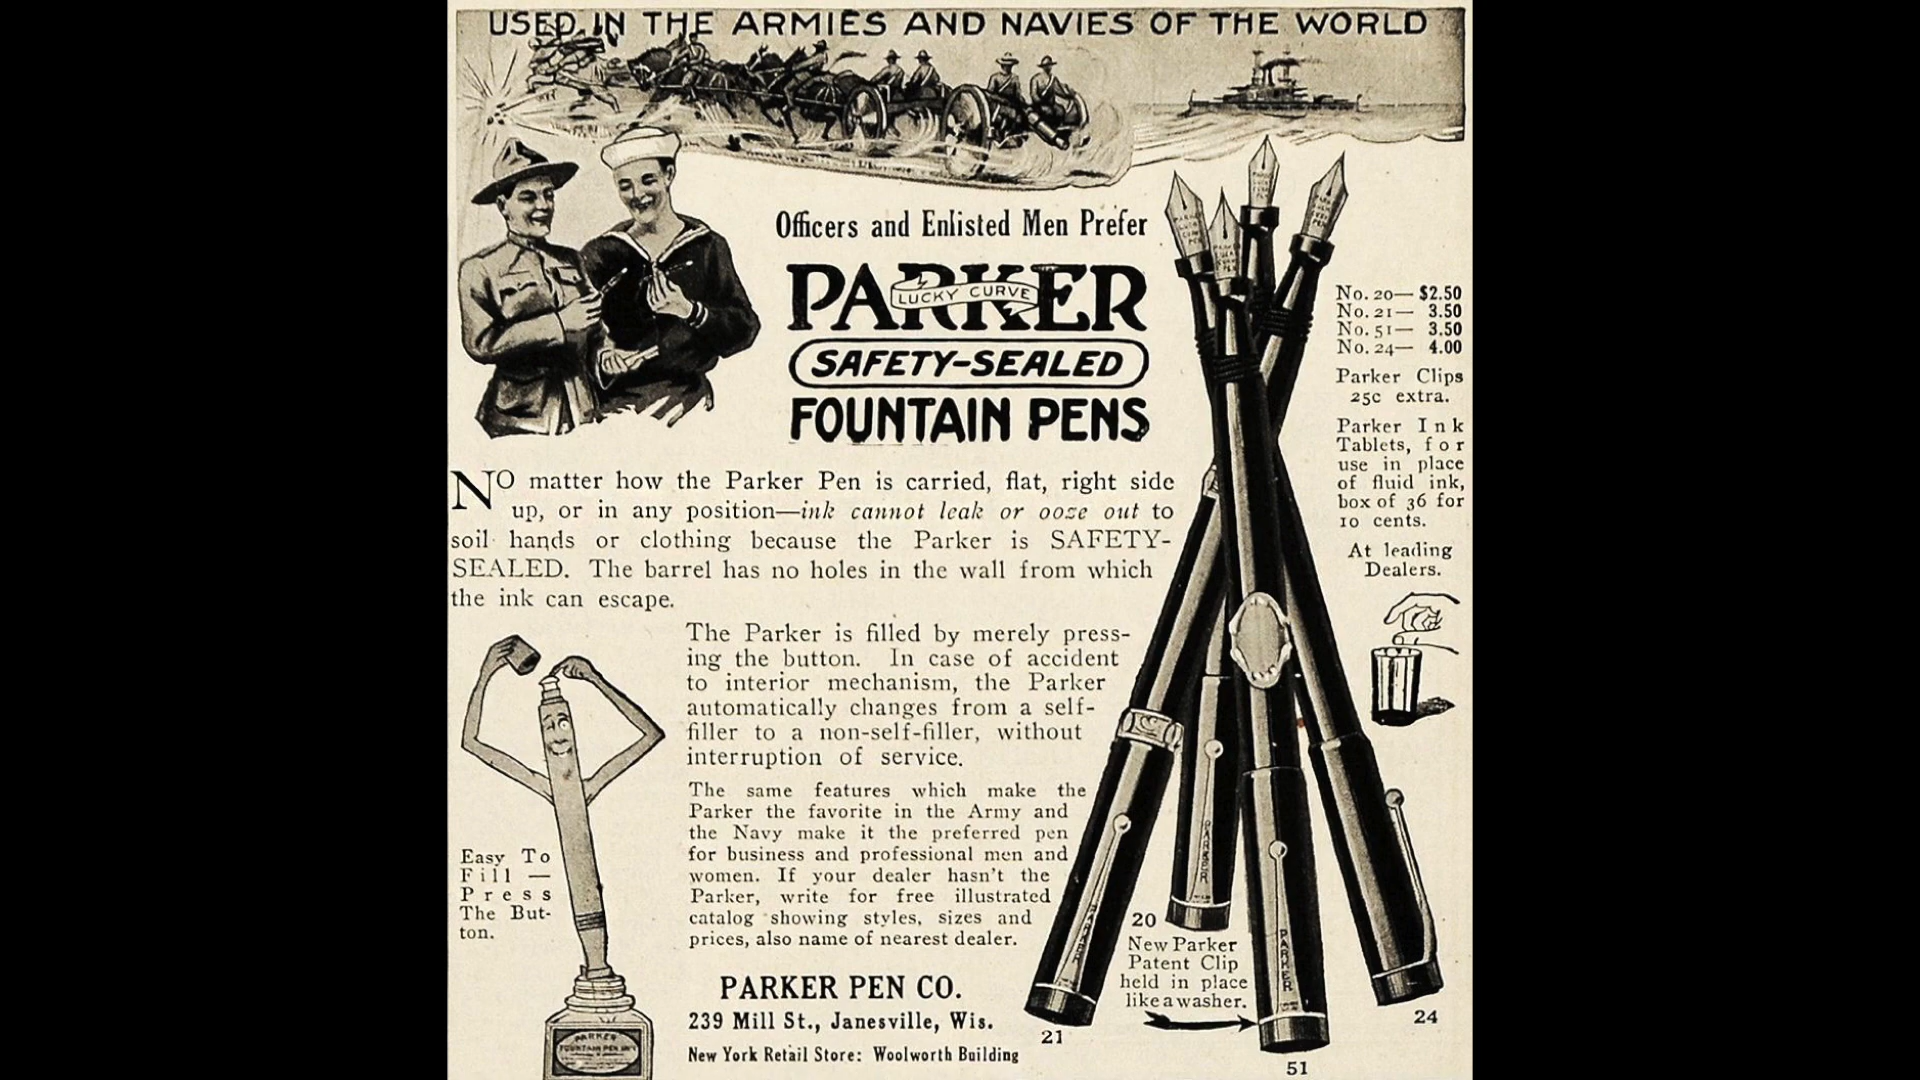 USED IN THE ARMIES AND NAVIES OF THE WORLD
Officers and Enlisted Men Prefer
PARKER
LUCKY CURVE
SAFETY-SEALED
FOUNTAIN PENS
No. 20— $2.50
No. 21— 3.50
No. 51— 3.50
No. 24— 4.00
Parker Clips
25c extra.
Parker Ink
Tablets, for
use in place
of fluid ink,
box of 36 for
10 cents.
At leading
Dealers.
NO matter how the Parker Pen is carried, flat, right side
up, or in any position—ink cannot leak or ooze out to
soil hands or clothing because the Parker is SAFETY-
SEALED. The barrel has no holes in the wall from which
the ink can escape.
The Parker is filled by merely press-
ing the button. In case of accident
to interior mechanism, the Parker
automatically changes from a self-
filler to a non-self-filler, without
interruption of service.
The same features which make the
Parker the favorite in the Army and
the Navy make it the preferred pen
for business and professional men and
women. If your dealer hasn't the
Parker, write for free illustrated
catalog showing styles, sizes and
prices, also name of nearest dealer.
Easy To
Fill —
Press
The But-
ton.
PARKER PEN CO.
239 Mill St., Janesville, Wis.
New York Retail Store: Woolworth Building
PARKER
FOUNTAIN PEN INK
PARKER
PARKER
PARKER
20
New Parker
Patent Clip
held in place
like a washer.
21
51
24